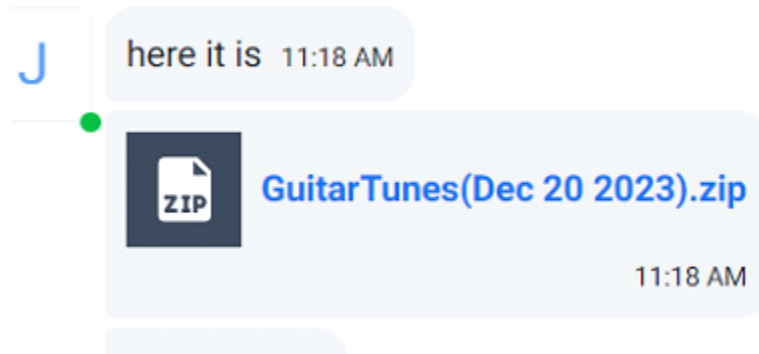 J
here it is 11:18 AM
ZIP
GuitarTunes(Dec 20 2023).zip
11:18 AM